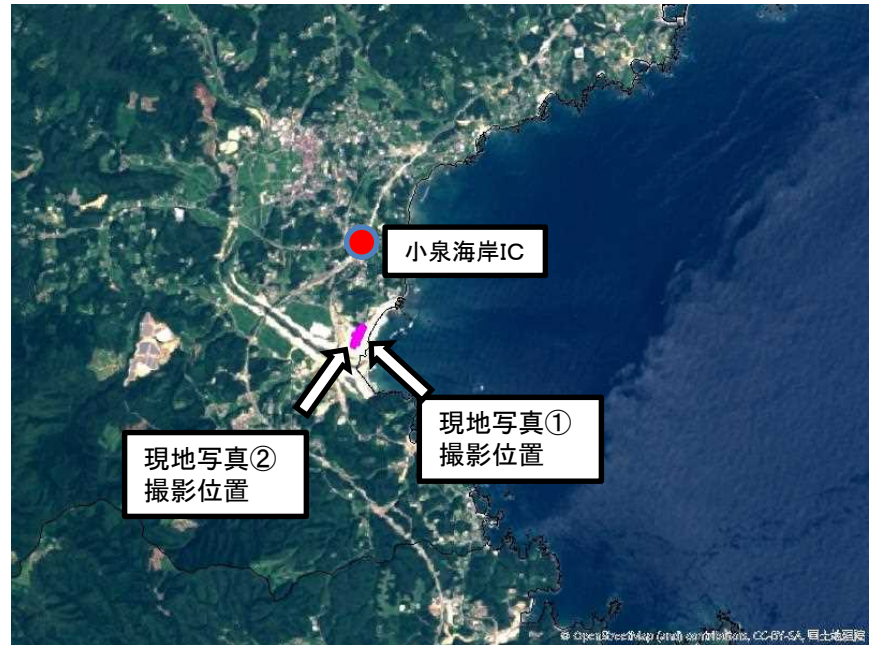 小泉海岸IC
現地写真①
撮影位置
現地写真②
撮影位置
© OpenStreetMap (and) contributors, CC-BY-SA, 国土地理院